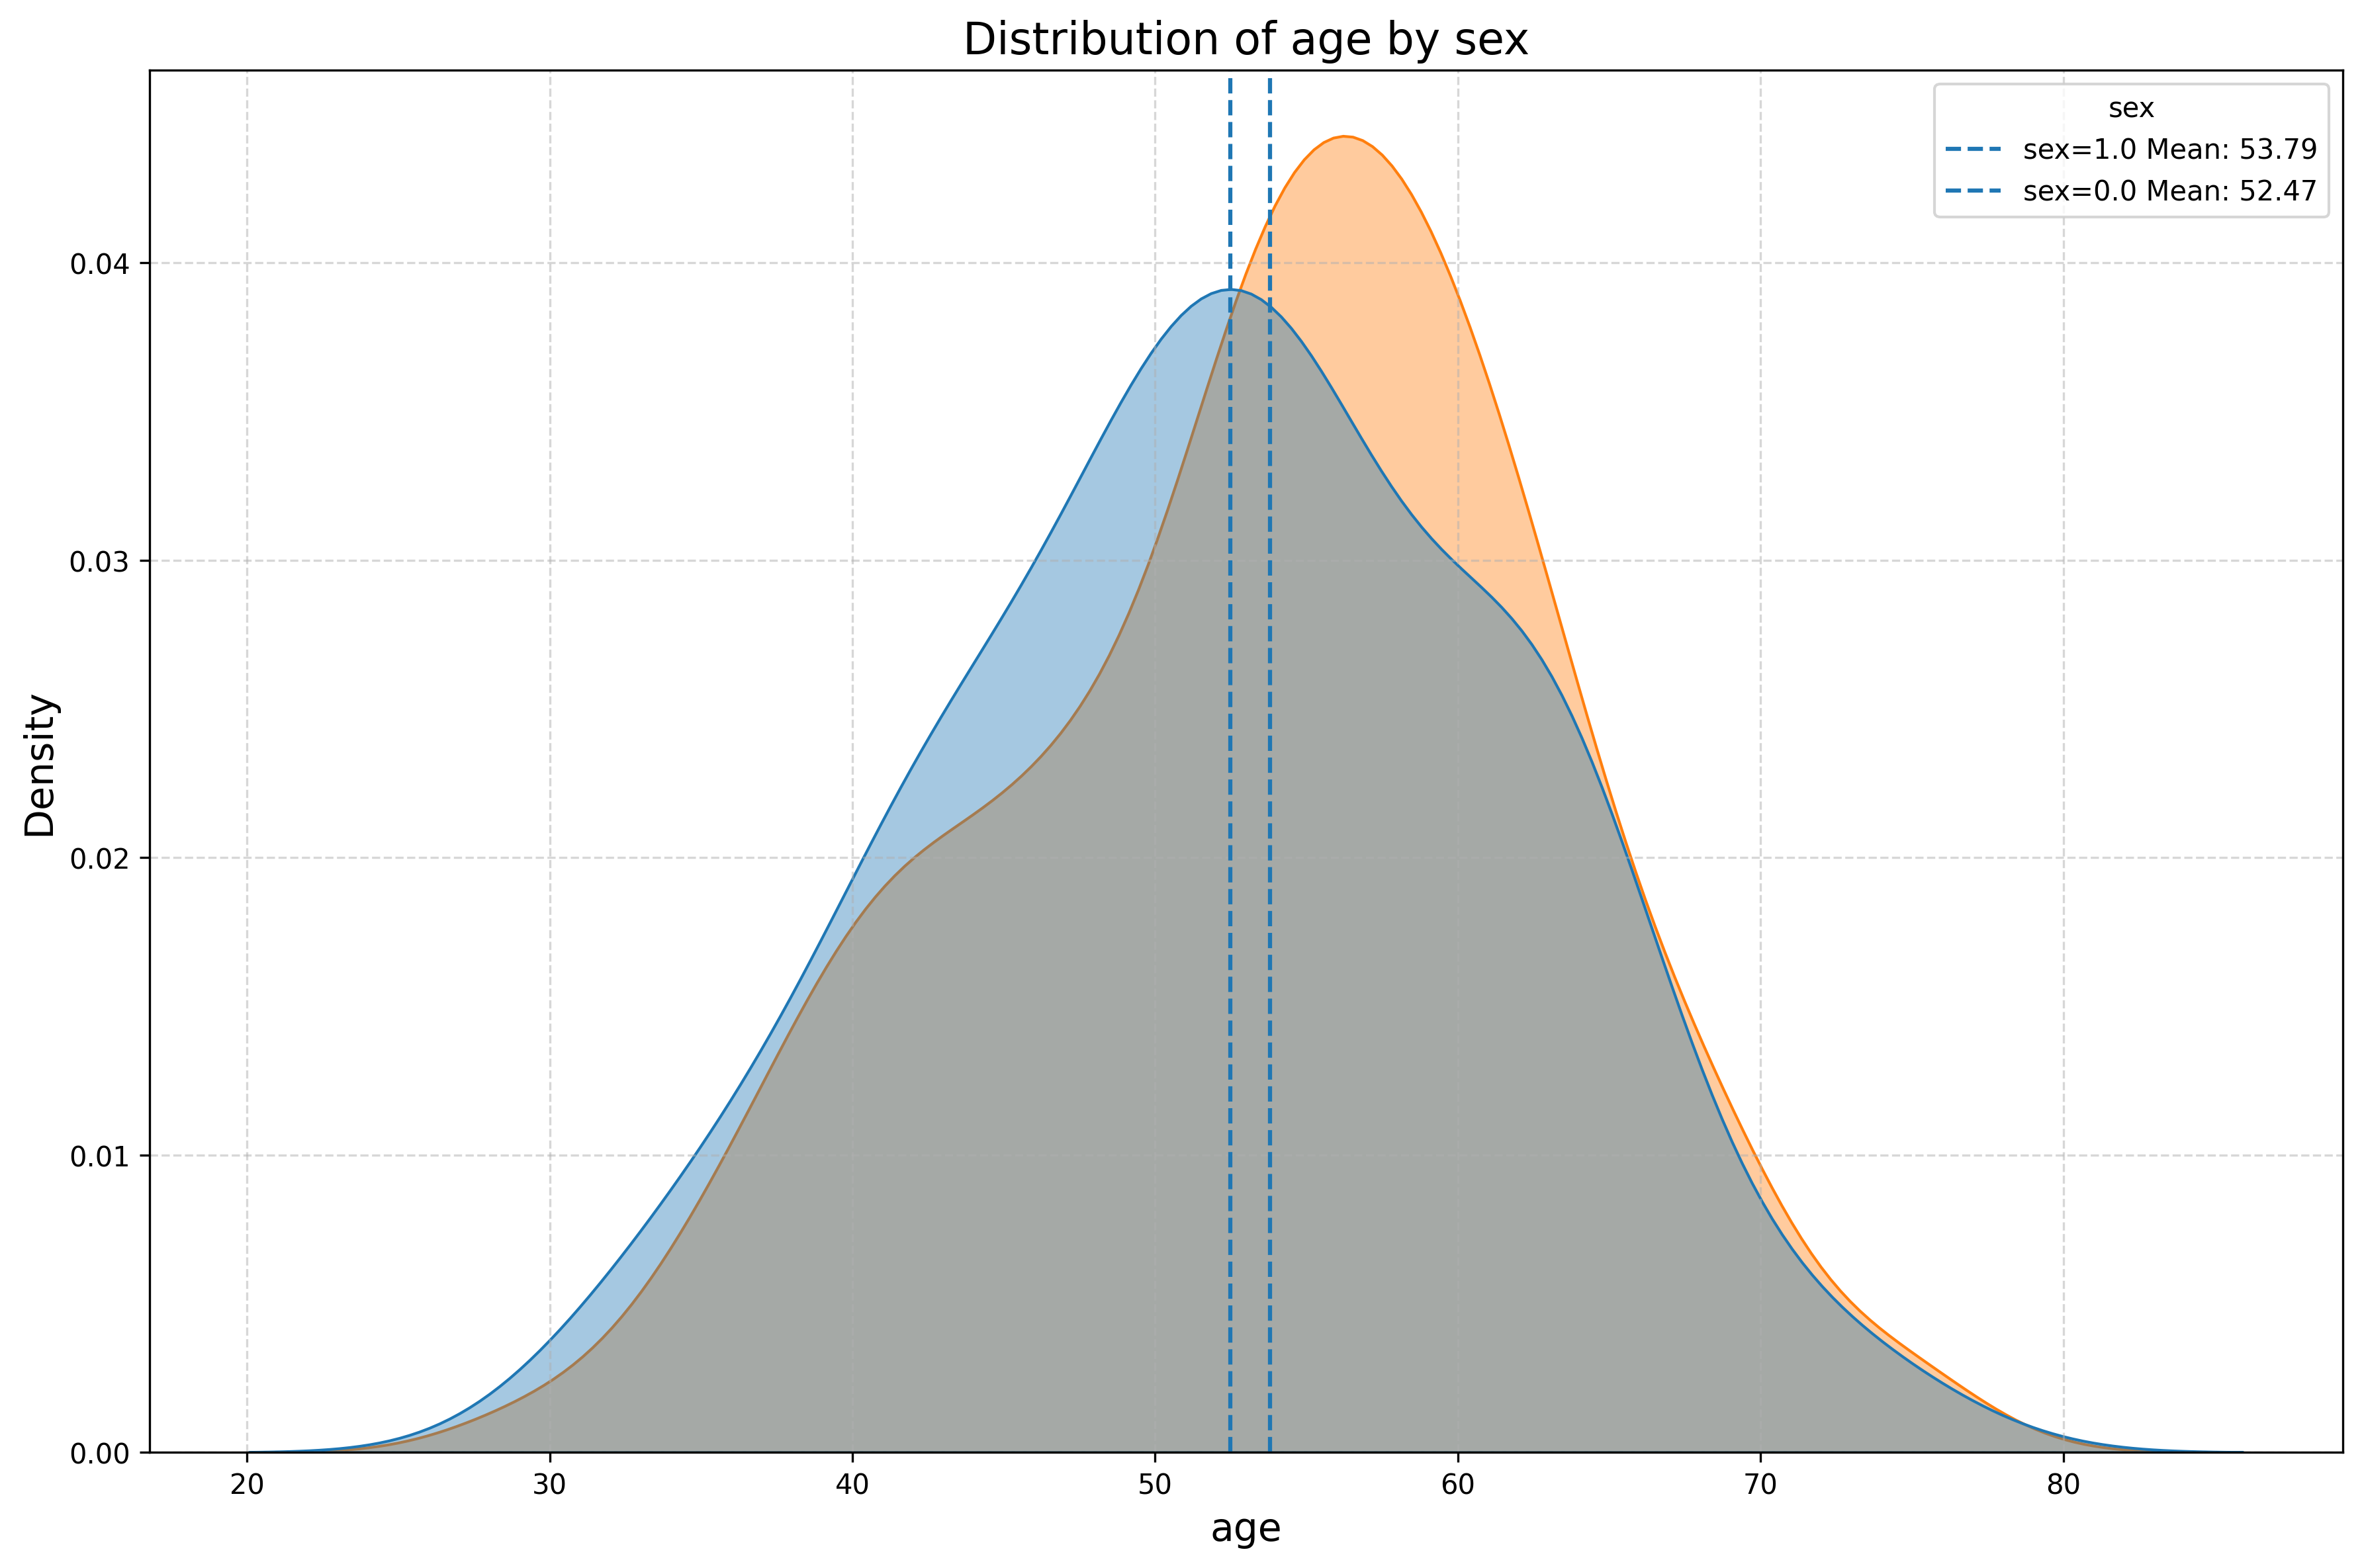 Distribution of age by sex
sex
sex=1.0 Mean: 53.79
sex=0.0 Mean: 52.47
Density
0.04
0.03
0.02
0.01
0.00
20 30 40 50 60 70 80
age